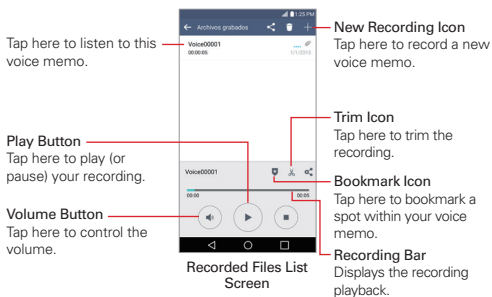 Tap here to listen to this
voice memo.
Play Button
Tap here to play (or
pause) your recording.
Volume Button
Tap here to control the
volume.
1:25 PM
Archivos grabados
Voice00001
00:00:05
1/1/2015
Voice00001
00:00
00:05
Recorded Files List
Screen
New Recording Icon
Tap here to record a new
voice memo.
Trim Icon
Tap here to trim the
recording.
Bookmark Icon
Tap here to bookmark a
spot within your voice
memo.
Recording Bar
Displays the recording
playback.